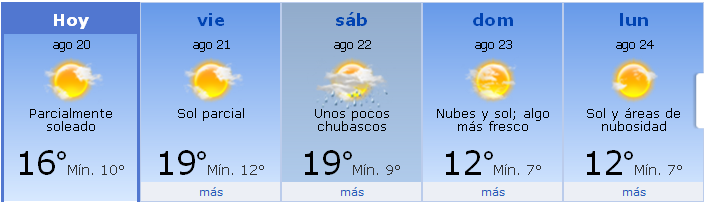 Hoy
ago 20
Parcialmente
soleado
16° Mín. 10°
vie
ago 21
Sol parcial
19° Mín. 12°
más
sáb
ago 22
Unos pocos
chubascos
19° Mín. 9°
más
dom
ago 23
Nubes y sol; algo
más fresco
12° Mín. 7°
más
lun
ago 24
Sol y áreas de
nubosidad
12° Mín. 7°
más